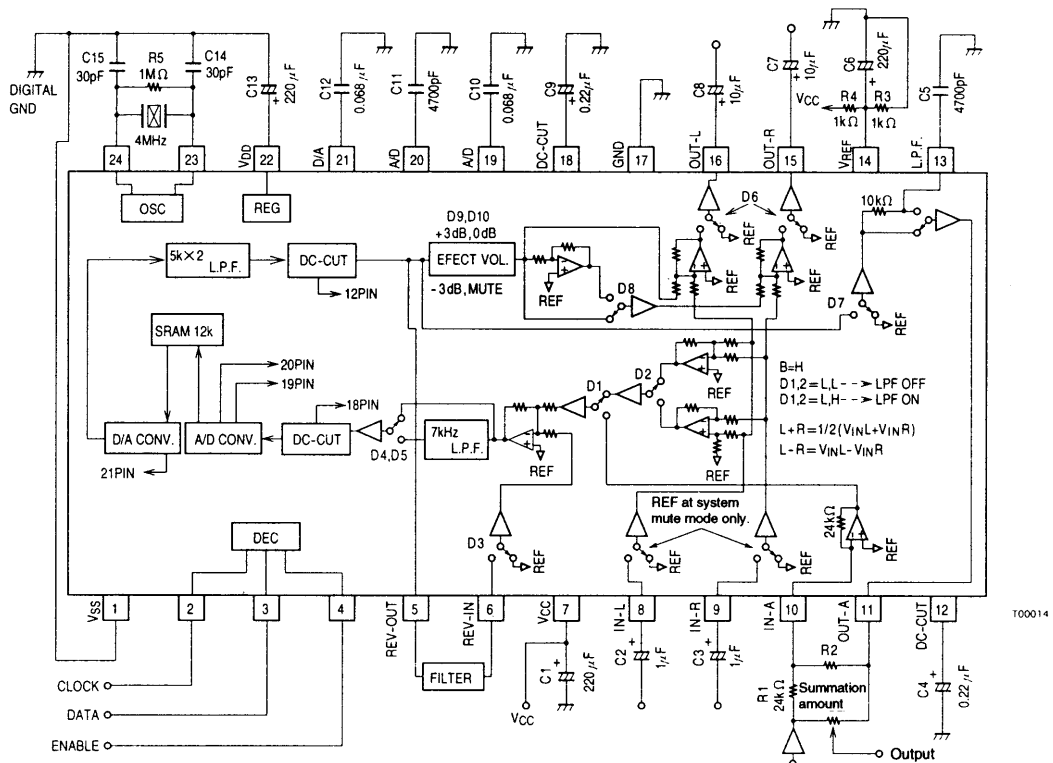 C15
30pF
R5
1MΩ
C14
30pF
DIGITAL
GND
4MHz
C13
220μF
C12
0.068μF
C11
4700pF
C10
0.068μF
C9
0.22μF
C8
10μF
C7
10μF
C6
220μF
VCC
R4
1kΩ
R3
1kΩ
C5
4700pF
VDD
D/A
A/D
A/D
DC-CUT
GND
OUT-L
OUT-R
VREF
L.P.F.
24
23
22
21
20
19
18
17
16
15
14
13
OSC
REG
D9,D10
+3dB,0dB
EFECT VOL.
-3dB, MUTE
5k×2
L.P.F.
DC-CUT
12PIN
REF
D8
D6
REF
REF
REF
REF
10kΩ
D7
REF
SRAM 12k
20PIN
19PIN
18PIN
D/A CONV.
A/D CONV.
DC-CUT
21PIN
D4,D5
7kHz
L.P.F.
REF
D1
D2
REF
REF
B=H
D1,2=L,L--→LPF OFF
D1,2=L,H--→LPF ON
L+R=1/2(VINL+VINR)
L-R=VINL-VINR
REF at system
mute mode only.
DEC
D3
REF
REF
REF
24kΩ
REF
VSS
REV-OUT
REV-IN
VCC
IN-L
IN-R
IN-A
OUT-A
DC-CUT
1
2
3
4
5
6
7
8
9
10
11
12
T00014
FILTER
CLOCK
DATA
ENABLE
VCC
C1
220μF
C2
1μF
C3
1μF
R1
24kΩ
R2
Summation
amount
Output
C4
0.22μF